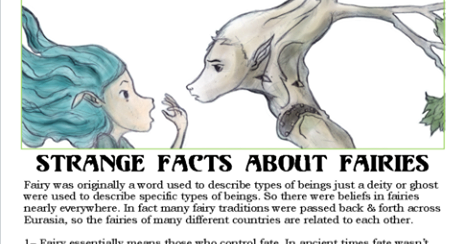 STRANGE FACTS ABOUT FAIRIES
Fairy was originally a word used to describe types of beings just a deity or ghost
were used to describe specific types of beings. So there were beliefs in fairies
nearly everywhere. In fact many fairy traditions were passed back & forth across
Eurasia, so the fairies of many different countries are related to each other.
1– Fairy essentially means those who control fate. In ancient times fate wasn't